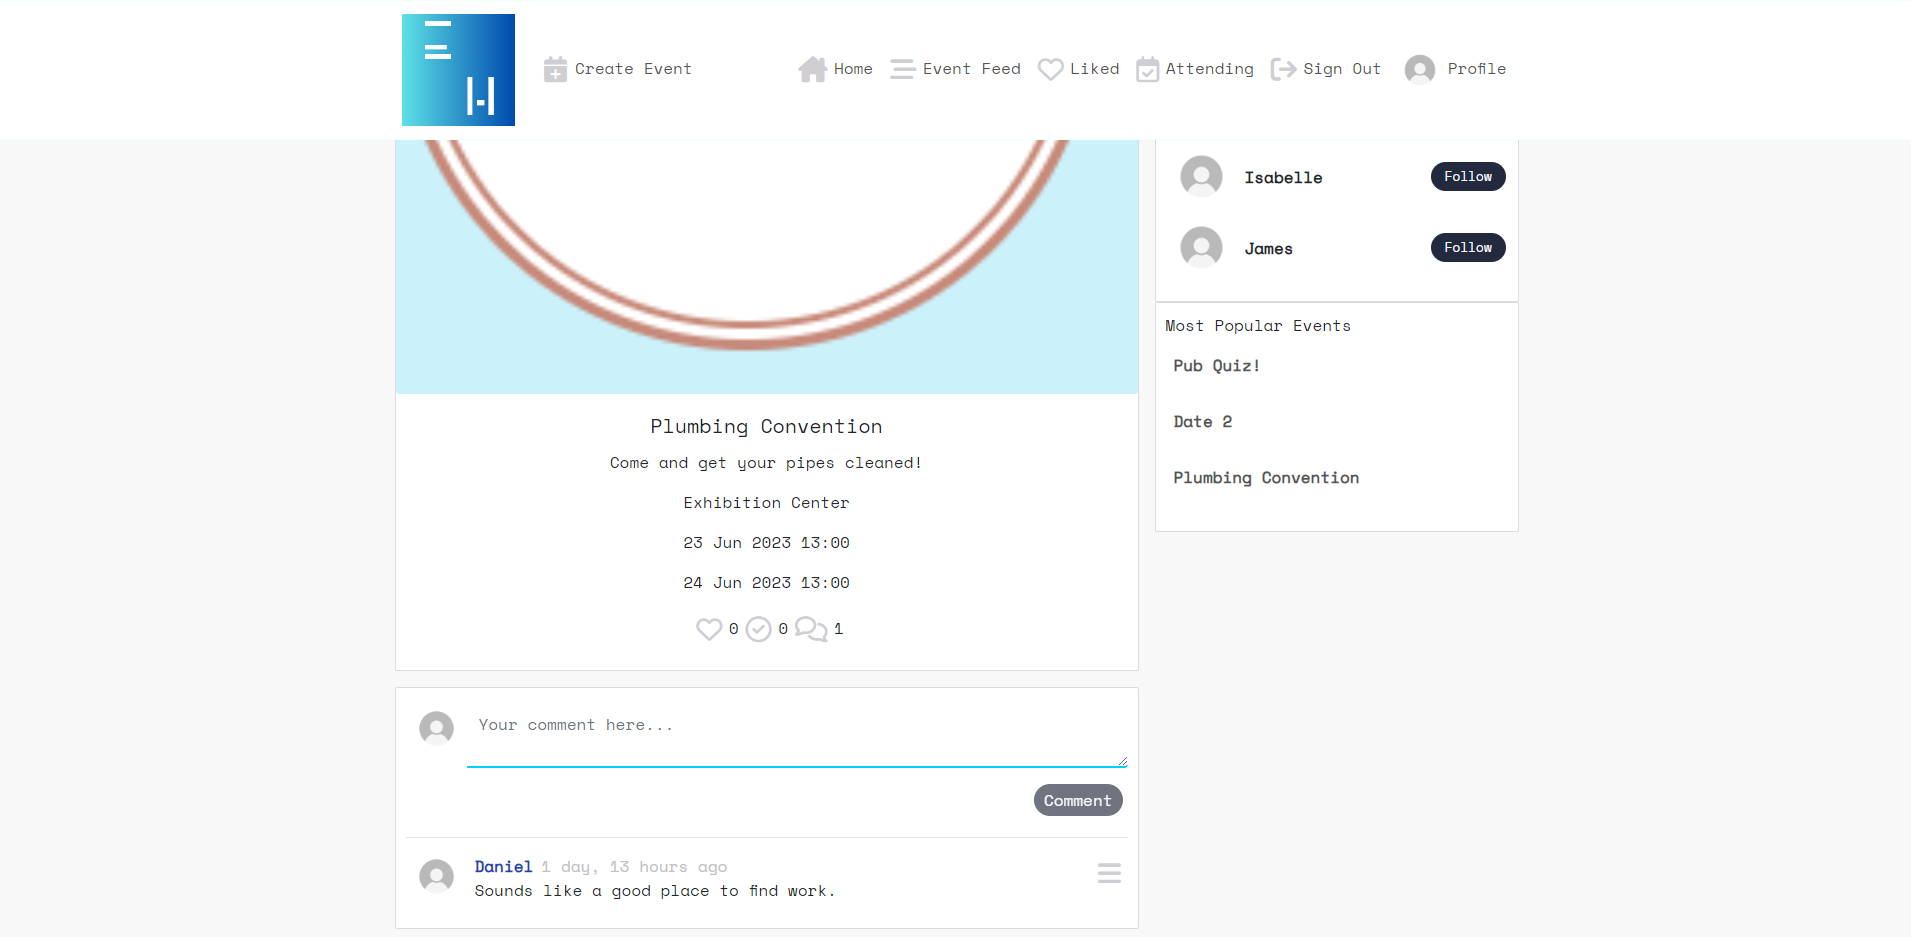 Create Event
Home
Event Feed
Liked
Attending
Sign Out
Profile
Isabelle
Follow
James
Follow
Most Popular Events
Pub Quiz!
Date 2
Plumbing Convention
Plumbing Convention
Come and get your pipes cleaned!
Exhibition Center
23 Jun 2023 13:00
24 Jun 2023 13:00
0 0 1
Your comment here...
Comment
Daniel 1 day, 13 hours ago
Sounds like a good place to find work.